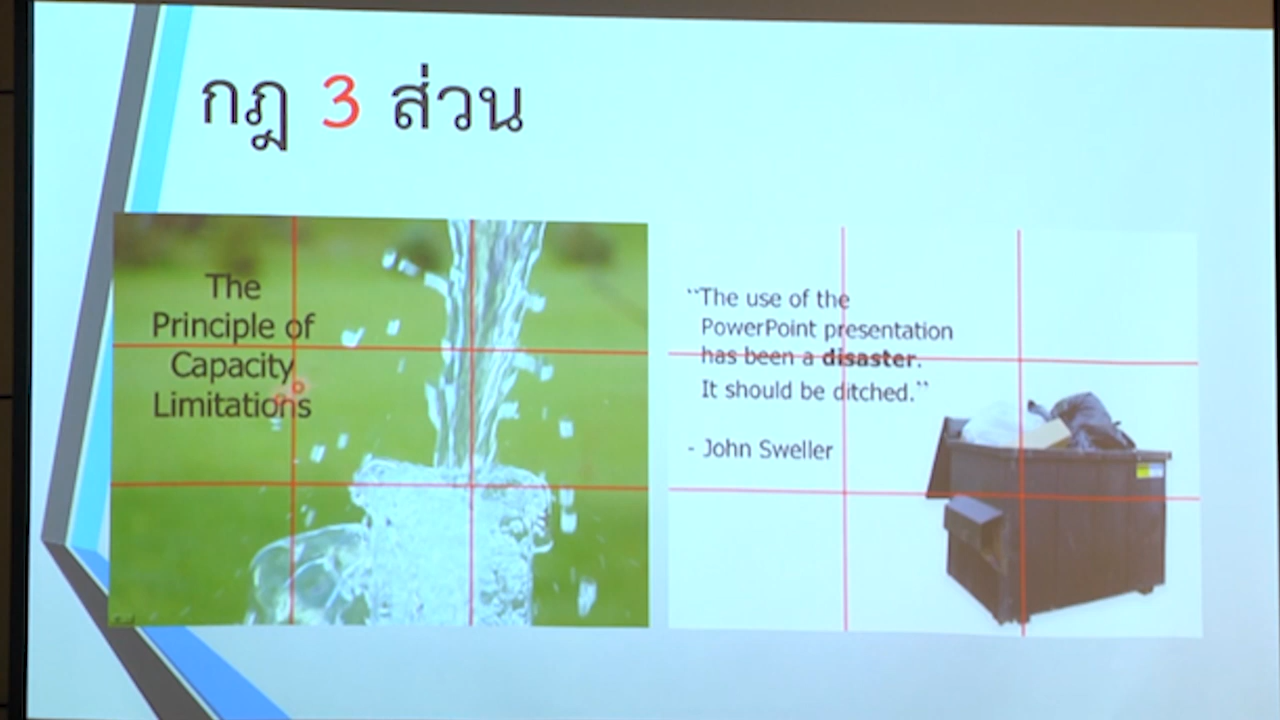 กฎ 3 ส่วน
The
Principle of
Capacity
Limitations
“The use of the
PowerPoint presentation
has been a disaster.
It should be ditched.”
- John Sweller